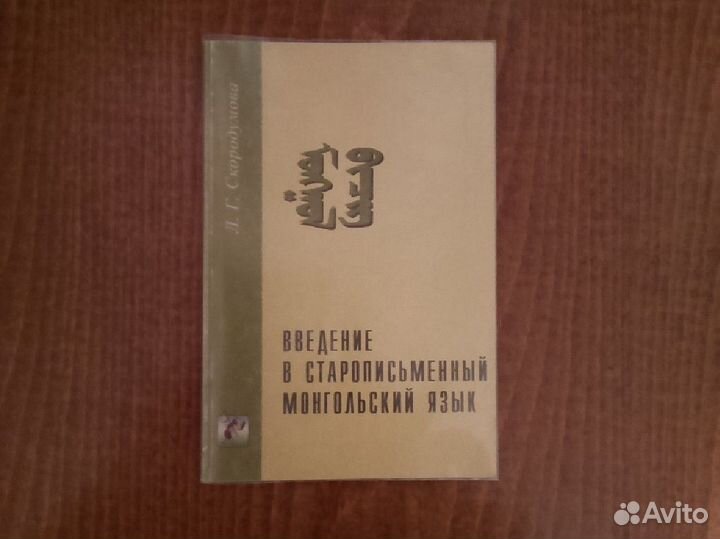 Л. Г. Скородумова
ВВЕДЕНИЕ
В СТАРОПИСЬМЕННЫЙ
МОНГОЛЬСКИЙ ЯЗЫК
Avito